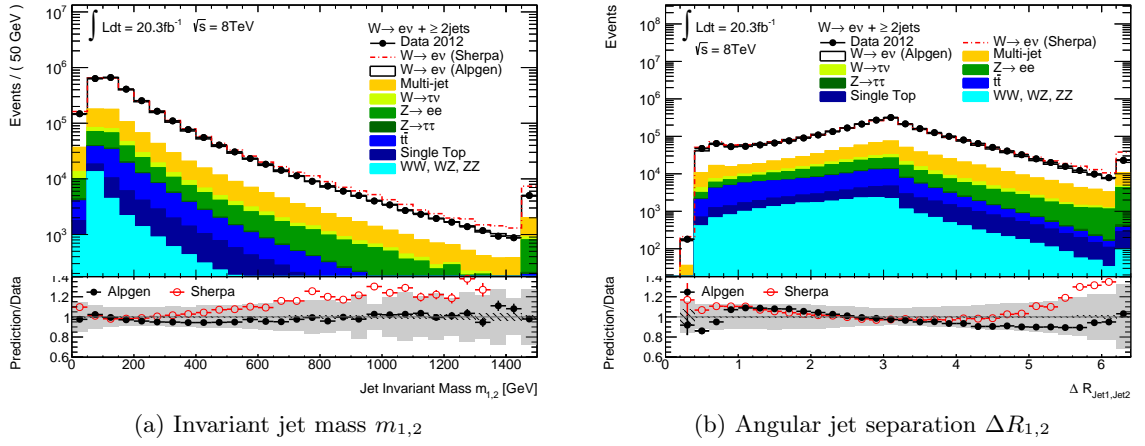 ∫ Ldt = 20.3fb⁻¹ √s = 8TeV
W→ eν + ≥ 2jets
Data 2012
W→ eν (Sherpa)
W→ eν (Alpgen)
Multi-jet
W→τν
Z→ ee
Z→ττ
tt̄
Single Top
WW, WZ, ZZ
Events / ( 50 GeV )
10⁷
10⁶
10⁵
10⁴
10³
Prediction/Data
1.4
1.2
1
0.8
0.6
Alpgen Sherpa
0 200 400 600 800 1000 1200 1400
Jet Invariant Mass m₁,₂ [GeV]
(a) Invariant jet mass m₁,₂
∫ Ldt = 20.3fb⁻¹
√s = 8TeV
W→ eν + ≥ 2jets
Data 2012 W→ eν (Sherpa)
W→ eν (Alpgen) Multi-jet
W→τν Z→ ee
Z→ττ tt̄
Single Top WW, WZ, ZZ
Events
10⁸
10⁷
10⁶
10⁵
10⁴
10³
10²
Prediction/Data
1.4
1.2
1
0.8
0.6
Alpgen Sherpa
0 1 2 3 4 5 6
Δ R_Jet1,Jet2
(b) Angular jet separation ΔR₁,₂